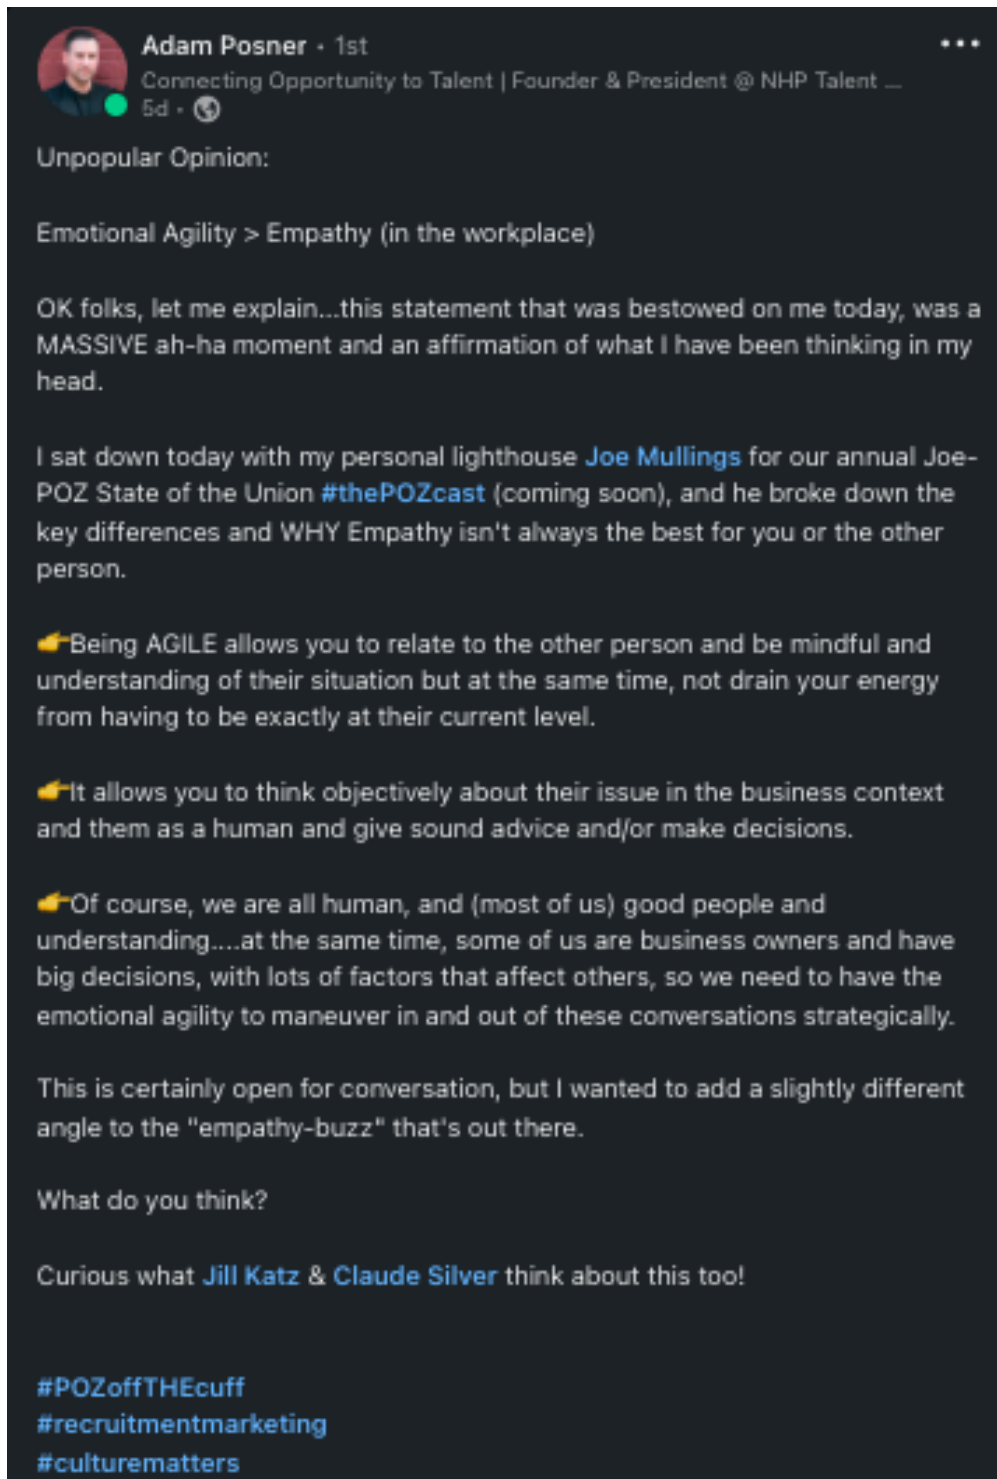 Adam Posner • 1st
Connecting Opportunity to Talent | Founder & President @ NHP Talent ...
5d •
Unpopular Opinion:
Emotional Agility > Empathy (in the workplace)
OK folks, let me explain...this statement that was bestowed on me today, was a
MASSIVE ah-ha moment and an affirmation of what I have been thinking in my
head.
I sat down today with my personal lighthouse Joe Mullings for our annual Joe-
POZ State of the Union #thePOZcast (coming soon), and he broke down the
key differences and WHY Empathy isn't always the best for you or the other
person.
👉Being AGILE allows you to relate to the other person and be mindful and
understanding of their situation but at the same time, not drain your energy
from having to be exactly at their current level.
👉It allows you to think objectively about their issue in the business context
and them as a human and give sound advice and/or make decisions.
👉Of course, we are all human, and (most of us) good people and
understanding....at the same time, some of us are business owners and have
big decisions, with lots of factors that affect others, so we need to have the
emotional agility to maneuver in and out of these conversations strategically.
This is certainly open for conversation, but I wanted to add a slightly different
angle to the "empathy-buzz" that's out there.
What do you think?
Curious what Jill Katz & Claude Silver think about this too!
#POZoffTHEcuff
#recruitmentmarketing
#culturematters